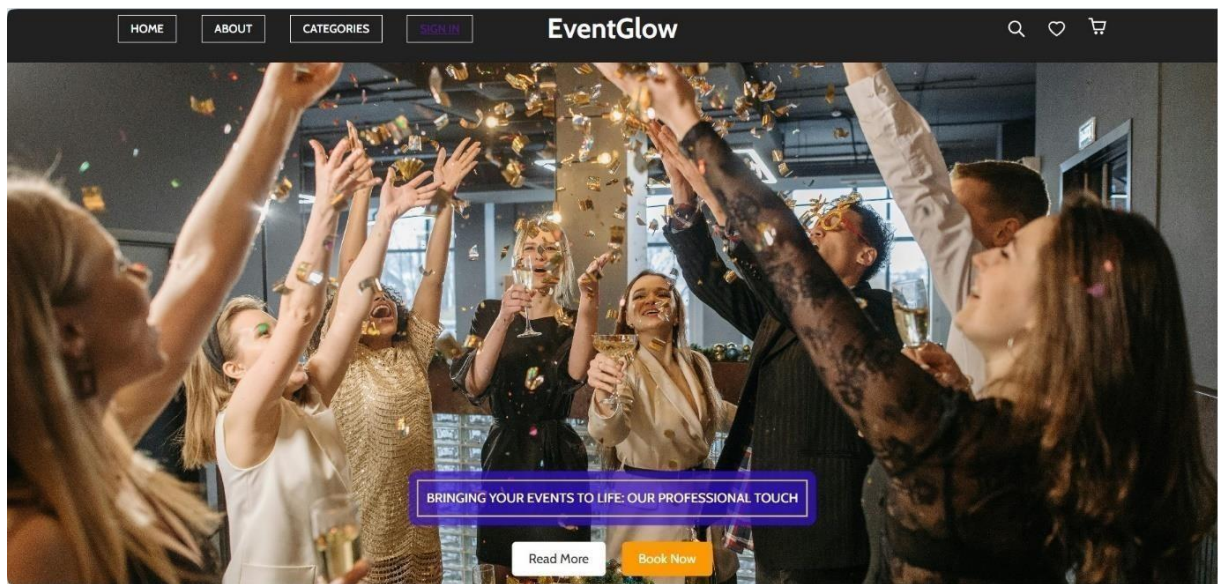 HOME ABOUT CATEGORIES SIGN IN EventGlow
BRINGING YOUR EVENTS TO LIFE: OUR PROFESSIONAL TOUCH
Read More Book Now